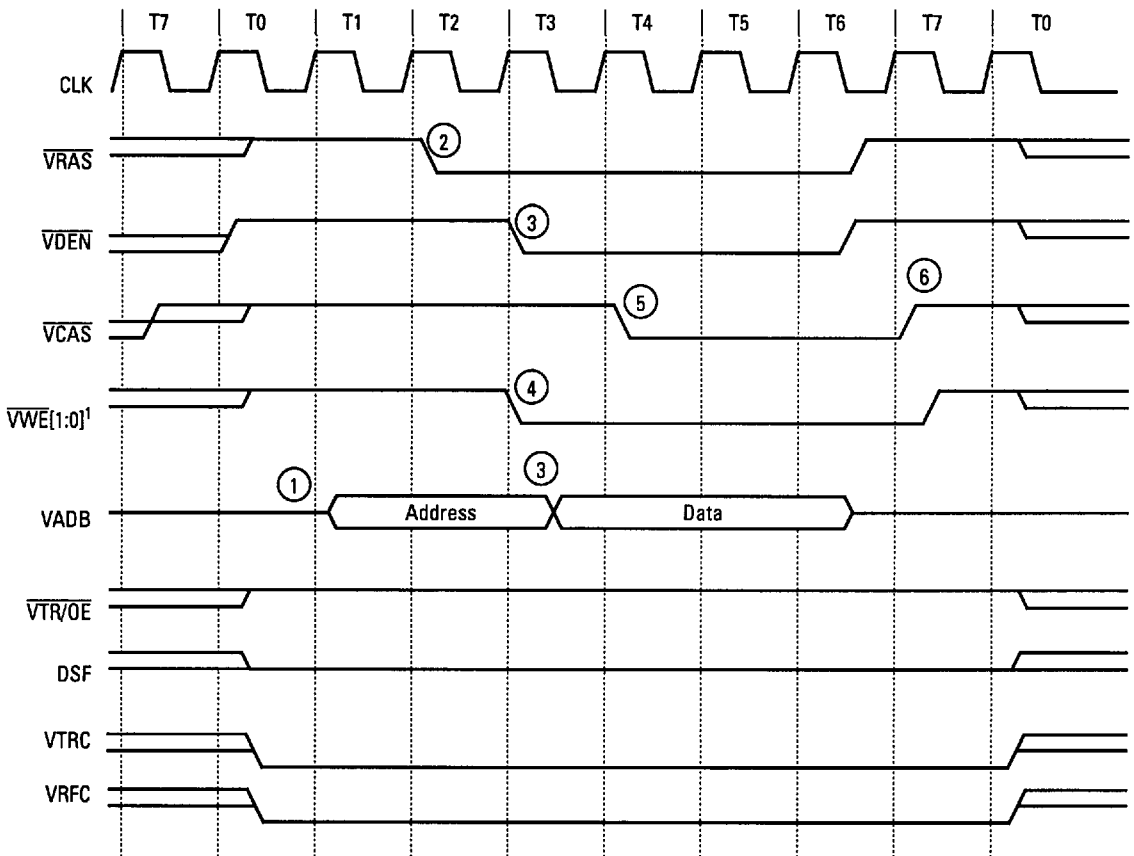 T7 T0 T1 T2 T3 T4 T5 T6 T7 T0
CLK
VRAS
2
VDEN
3
6
VCAS
5
VWE[1:0]¹
4
1
3
VADB
Address
Data
VTR/OE
DSF
VTRC
VRFC